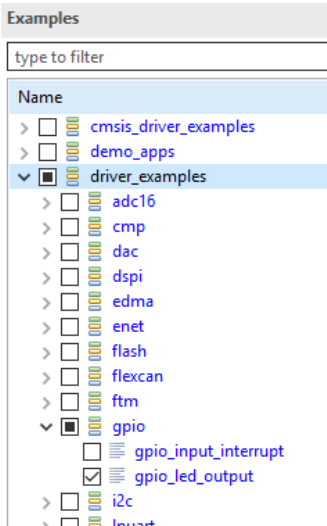 Examples
type to filter
Name
cmsis_driver_examples
demo_apps
driver_examples
adc16
cmp
dac
dspi
edma
enet
flash
flexcan
ftm
gpio
gpio_input_interrupt
gpio_led_output
i2c
lpuart